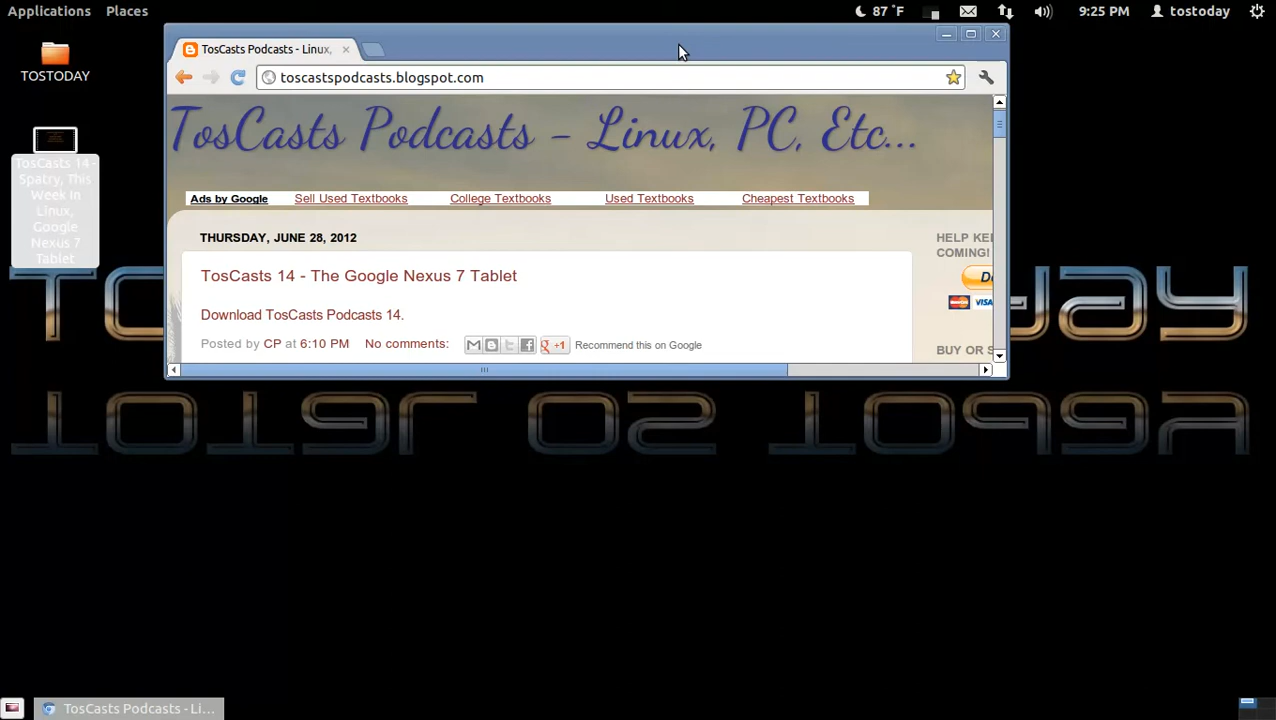 Applications Places 87 °F 9:25 PM tostoday
TOSTODAY
TosCasts 14 -
Spatry, This
Week in
Linux,
Google
Nexus 7
Tablet
TosCasts Podcasts - Linux,
toscastspodcasts.blogspot.com
TosCasts Podcasts - Linux, PC, Etc...
Ads by Google Sell Used Textbooks College Textbooks Used Textbooks Cheapest Textbooks
THURSDAY, JUNE 28, 2012
TosCasts 14 - The Google Nexus 7 Tablet
Download TosCasts Podcasts 14.
Posted by CP at 6:10 PM No comments: +1 Recommend this on Google
HELP KE
COMING!
D
VISA
BUY OR S
TosCasts Podcasts - Li...